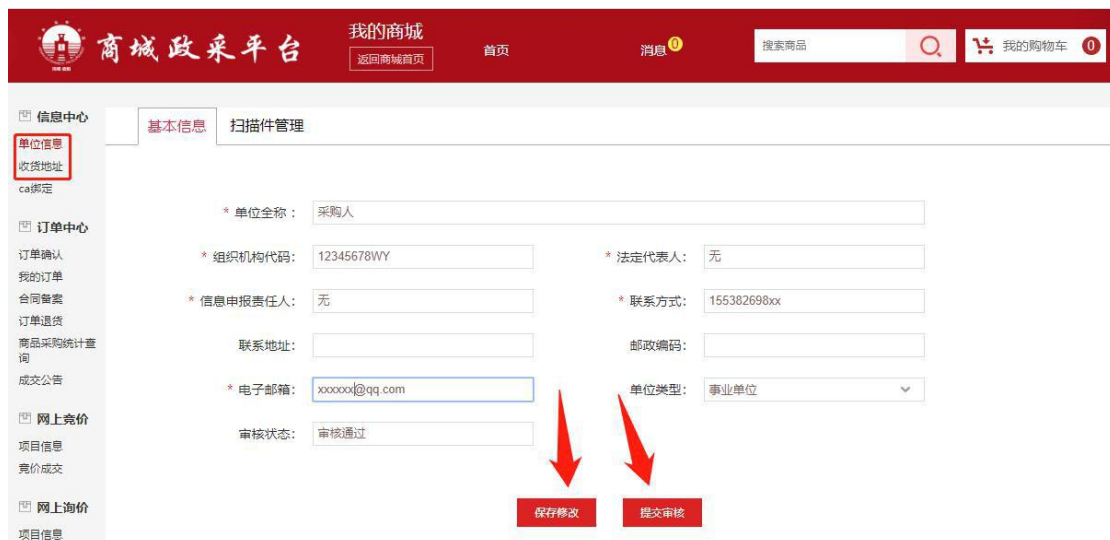 商城政采平台
我的商城
返回商城首页
首页
消息 0
搜索商品
我的购物车 0
信息中心
单位信息
收货地址
ca绑定
订单中心
订单确认
我的订单
合同备案
订单退货
商品采购统计查
询
成交公告
网上竞价
项目信息
竞价成交
网上询价
项目信息
基本信息 扫描件管理
* 单位全称： 采购人
* 组织机构代码： 12345678WY
* 法定代表人： 无
* 信息申报责任人： 无
* 联系方式： 155382698xx
联系地址：
邮政编码：
* 电子邮箱： xxxxxx@qq.com
单位类型： 事业单位
审核状态： 审核通过
保存修改 提交审核